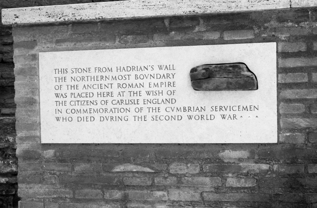 THIS STONE FROM HADRIAN'S WALL
THE NORTHERNMOST BOVNDARY
OF THE ANCIENT ROMAN EMPIRE
WAS PLACED HERE AT THE WISH OF
THE CITIZENS OF CARLISLE ENGLAND
IN COMMEMORATION OF THE CVMBRIAN SERVICEMEN
WHO DIED DVRING THE SECOND WORLD WAR